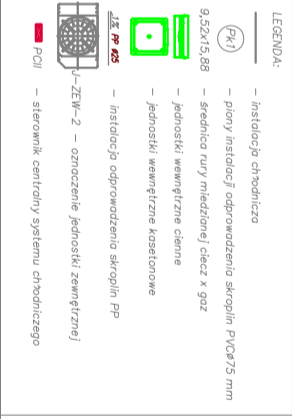 LEGENDA:
- instalacja chłodnicza
Pk1 - piony instalacji odprowadzenia skroplin PVCø75 mm
9,52x15,88 - średnica rury miedzianej ciecz x gaz
- jednostki wewnętrzne ścienne
- jednostki wewnętrzne kasetonowe
1% PP ø25 - instalacja odprowadzenia skroplin PP
J-ZEW-2 - oznaczenie jednostki zewnętrznej
PCII - sterownik centralny systemu chłodniczego